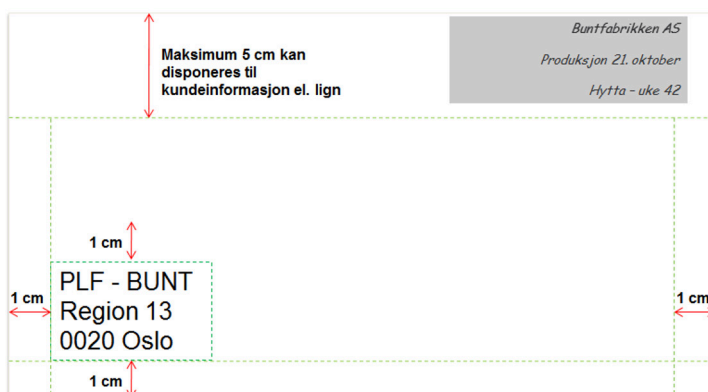 Maksimum 5 cm kan
disponeres til
kundeinformasjon el. lign
Buntfabrikken AS
Produksjon 21. oktober
Hytta - uke 42
1 cm
PLF - BUNT
Region 13
0020 Oslo
1 cm
1 cm
1 cm